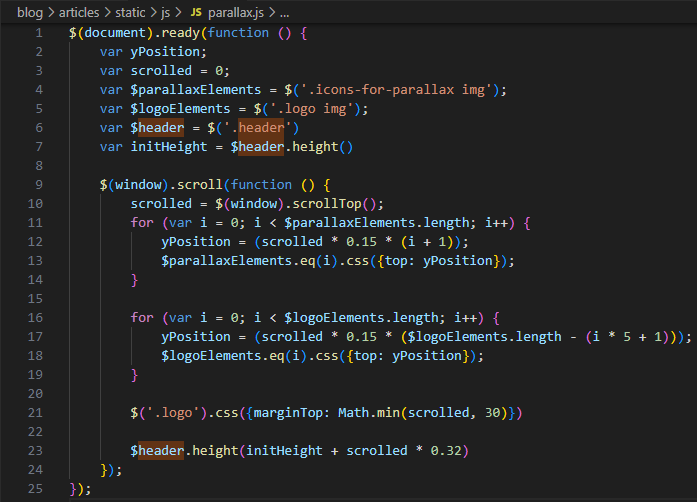 blog > articles > static > js > JS parallax.js > ...
1 $(document).ready(function () {
2     var yPosition;
3     var scrolled = 0;
4     var $parallaxElements = $('.icons-for-parallax img');
5     var $logoElements = $('.logo img');
6     var $header = $('.header')
7     var initHeight = $header.height()
8
9     $(window).scroll(function () {
10         scrolled = $(window).scrollTop();
11         for (var i = 0; i < $parallaxElements.length; i++) {
12             yPosition = (scrolled * 0.15 * (i + 1));
13             $parallaxElements.eq(i).css({top: yPosition});
14         }
15
16         for (var i = 0; i < $logoElements.length; i++) {
17             yPosition = (scrolled * 0.15 * ($logoElements.length - (i * 5 + 1)));
18             $logoElements.eq(i).css({top: yPosition});
19         }
20
21         $('.logo').css({marginTop: Math.min(scrolled, 30)})
22
23         $header.height(initHeight + scrolled * 0.32)
24     });
25 });